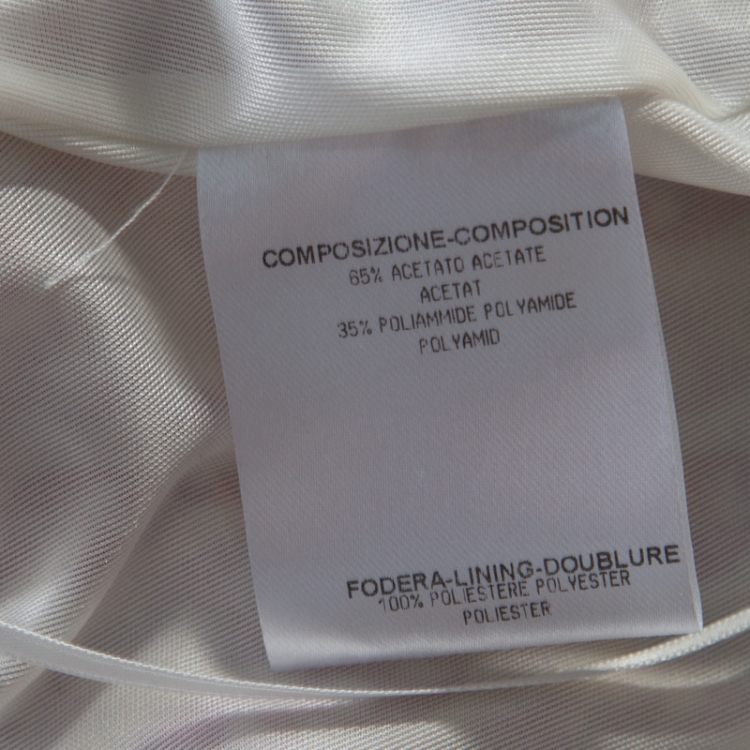 COMPOSIZIONE-COMPOSITION
65% ACETATO ACETATE
ACETAT
35% POLIAMMIDE POLYAMIDE
POLYAMID
FODERA-LINING-DOUBLURE
100% POLIESTERE POLYESTER
POLIESTER